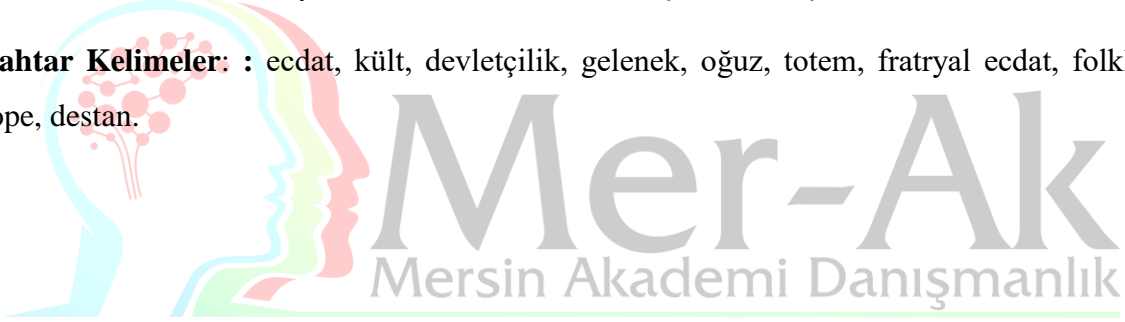 ahtar Kelimeler: : ecdat, kült, devletçilik, gelenek, oğuz, totem, fratryal ecdat, folk
ope, destan.
Mer-Ak
Mersin Akademi Danışmanlık